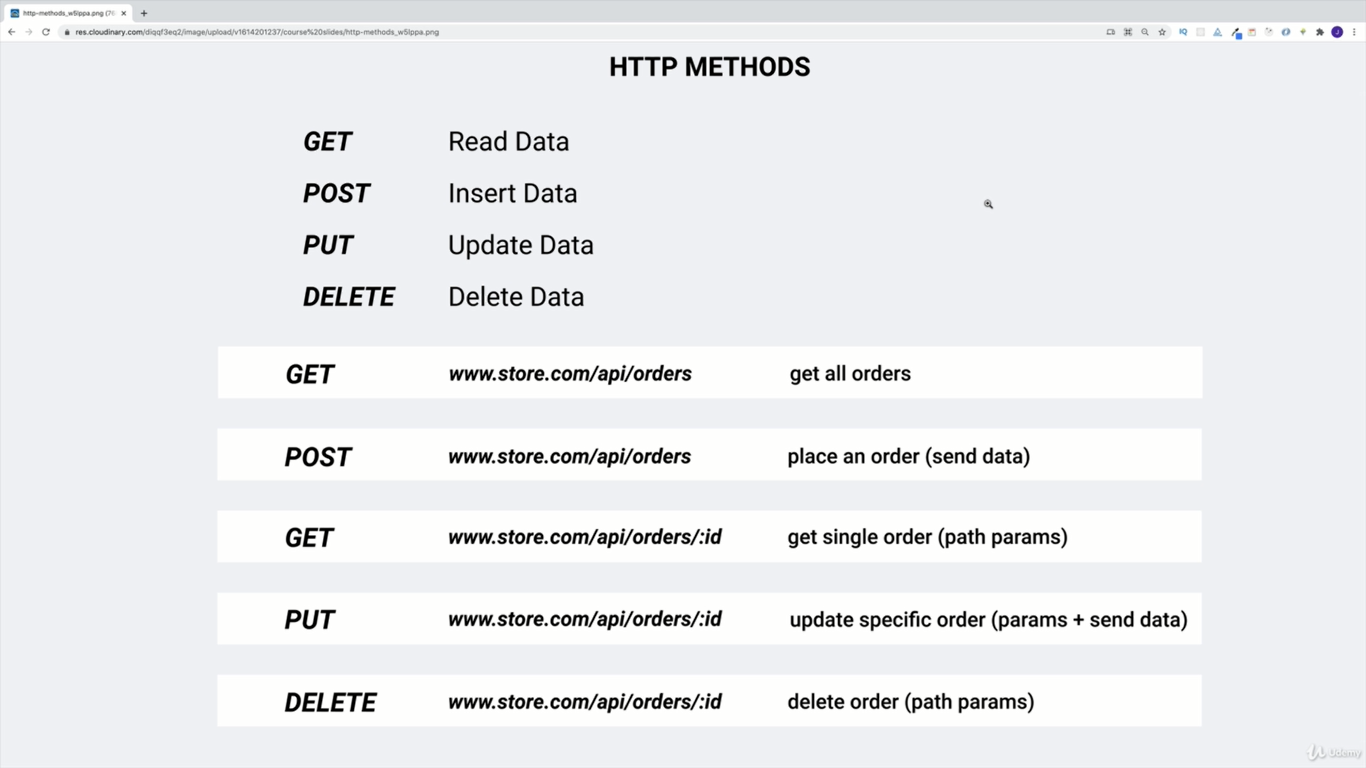 http-methods_w5lppa.png (76
res.cloudinary.com/diqqf3eq2/image/upload/v1614201237/course%20slides/http-methods_w5lppa.png
HTTP METHODS
GET Read Data
POST Insert Data
PUT Update Data
DELETE Delete Data
GET www.store.com/api/orders get all orders
POST www.store.com/api/orders place an order (send data)
GET www.store.com/api/orders/:id get single order (path params)
PUT www.store.com/api/orders/:id update specific order (params + send data)
DELETE www.store.com/api/orders/:id delete order (path params)
Udemy